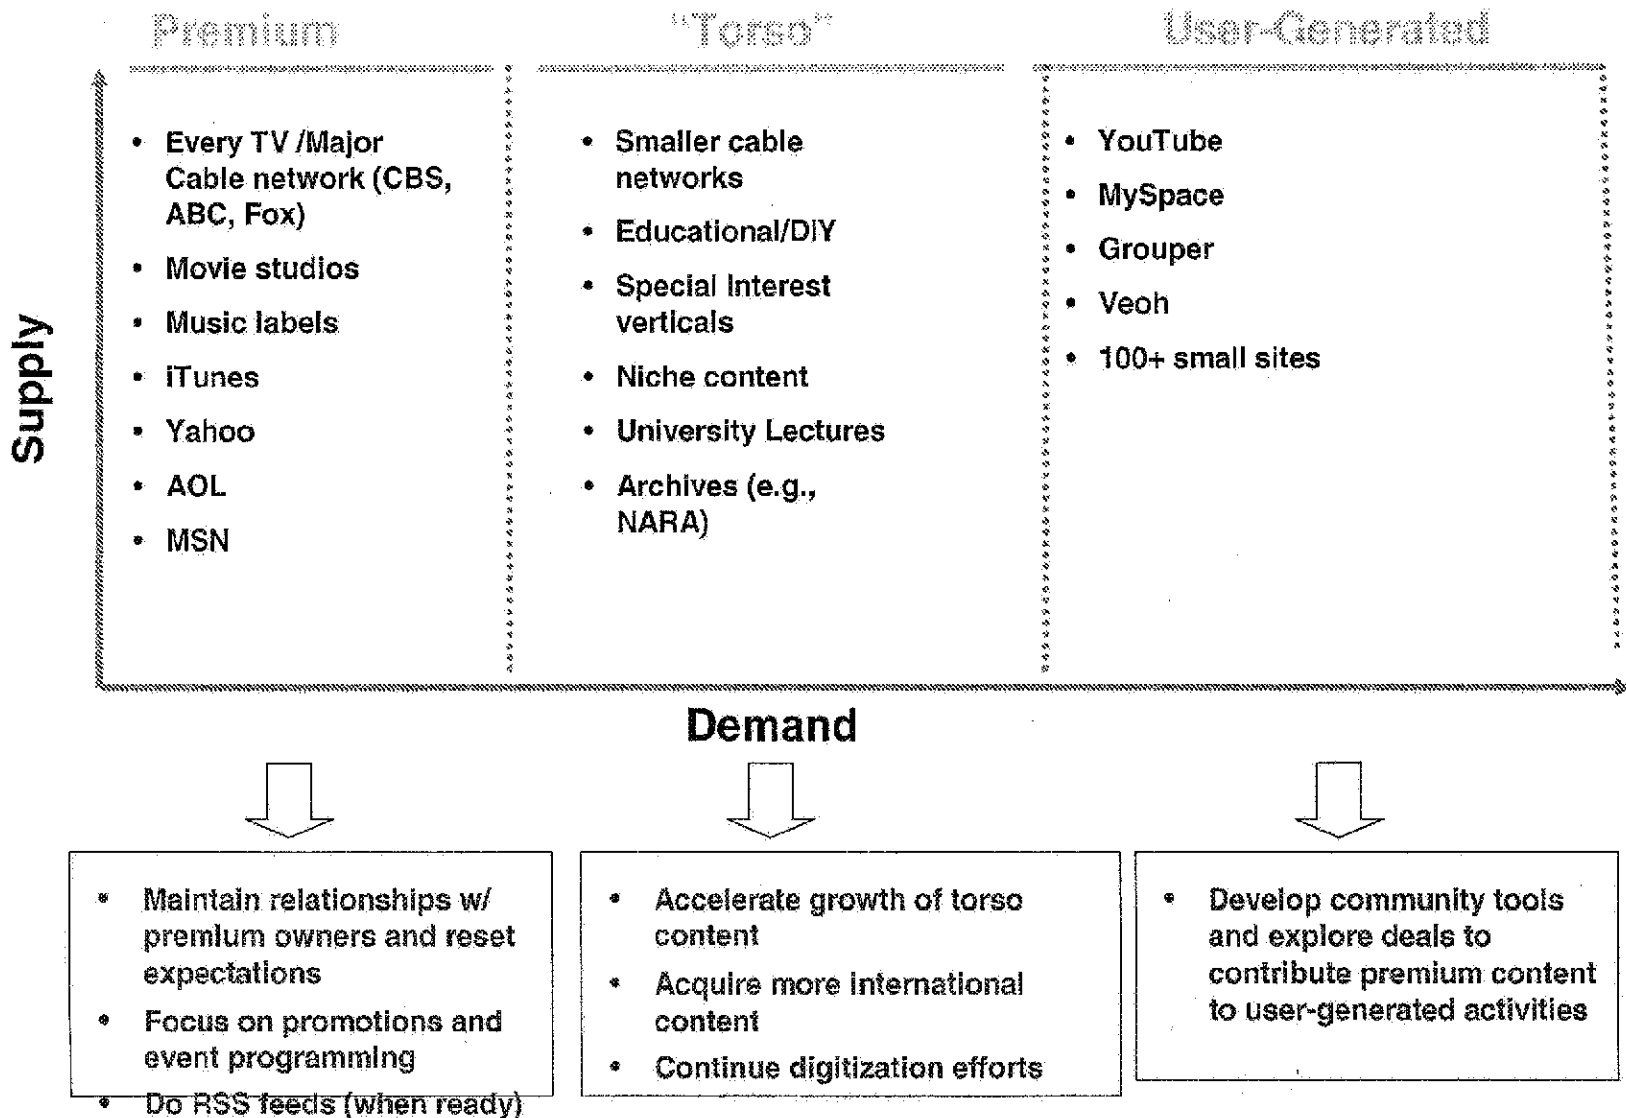 Premium
"Torso"
User-Generated
Supply
• Every TV /Major
Cable network (CBS,
ABC, Fox)
• Movie studios
• Music labels
• iTunes
• Yahoo
• AOL
• MSN
• Smaller cable
networks
• Educational/DIY
• Special Interest
verticals
• Niche content
• University Lectures
• Archives (e.g.,
NARA)
• YouTube
• MySpace
• Grouper
• Veoh
• 100+ small sites
Demand
• Maintain relationships w/
premium owners and reset
expectations
• Focus on promotions and
event programming
• Do RSS feeds (when ready)
• Accelerate growth of torso
content
• Acquire more international
content
• Continue digitization efforts
• Develop community tools
and explore deals to
contribute premium content
to user-generated activities